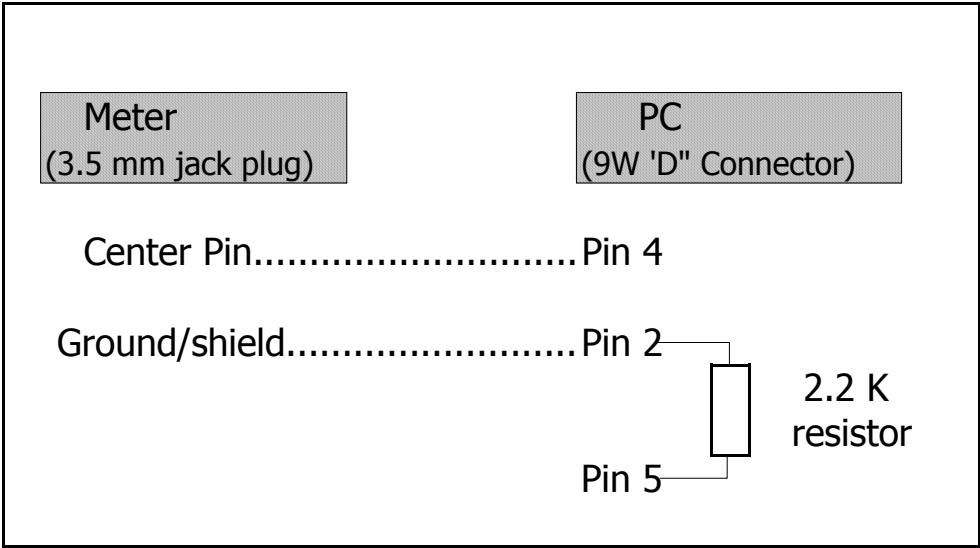 Meter
(3.5 mm jack plug)
PC
(9W 'D" Connector)
Center Pin.............................Pin 4
Ground/shield..........................Pin 2
2.2 K
resistor
Pin 5